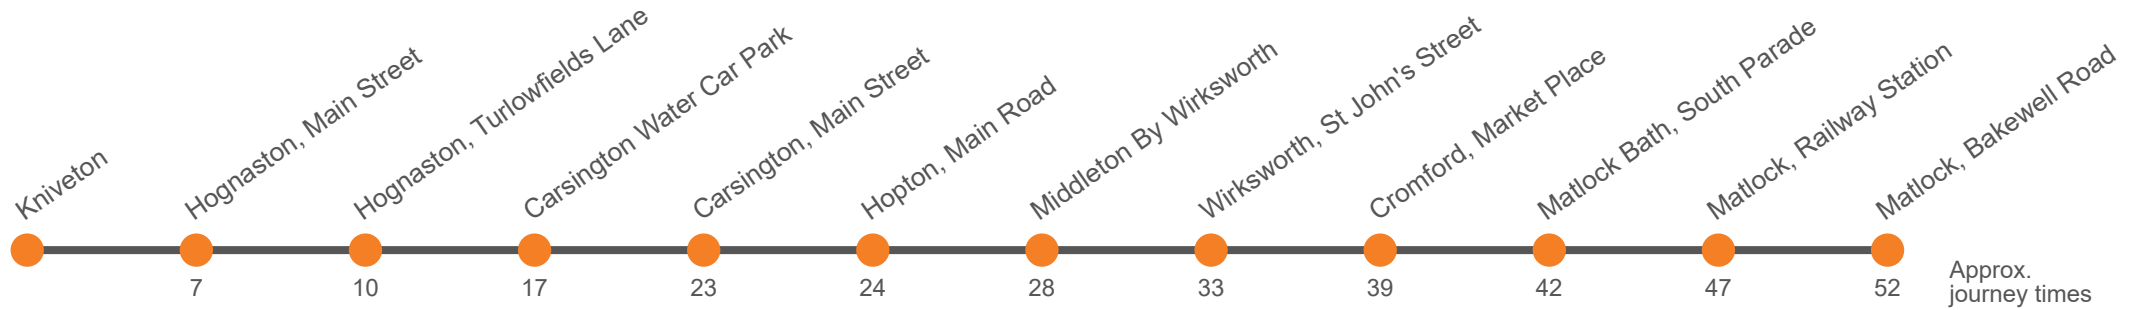 Kniveton
Hognaston, Main Street
Hognaston, Turlowfields Lane
Carsington Water Car Park
Carsington, Main Street
Hopton, Main Road
Middleton By Wirksworth
Wirksworth, St John's Street
Cromford, Market Place
Matlock Bath, South Parade
Matlock, Railway Station
Matlock, Bakewell Road
7
10
17
23
24
28
33
39
42
47
52
Approx.
journey times